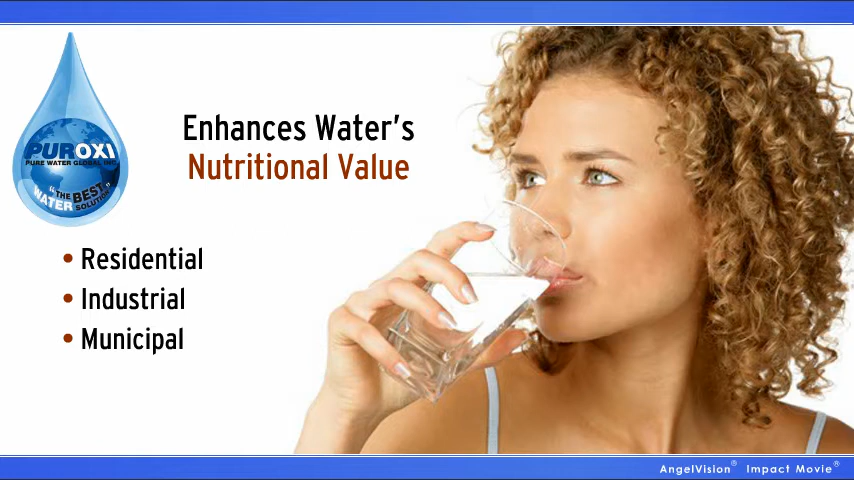 PUROXI
PURE WATER GLOBAL INC.
"THE BEST"
WATER SOLUTION
Enhances Water's
Nutritional Value
• Residential
• Industrial
• Municipal
AngelVision® Impact Movie®